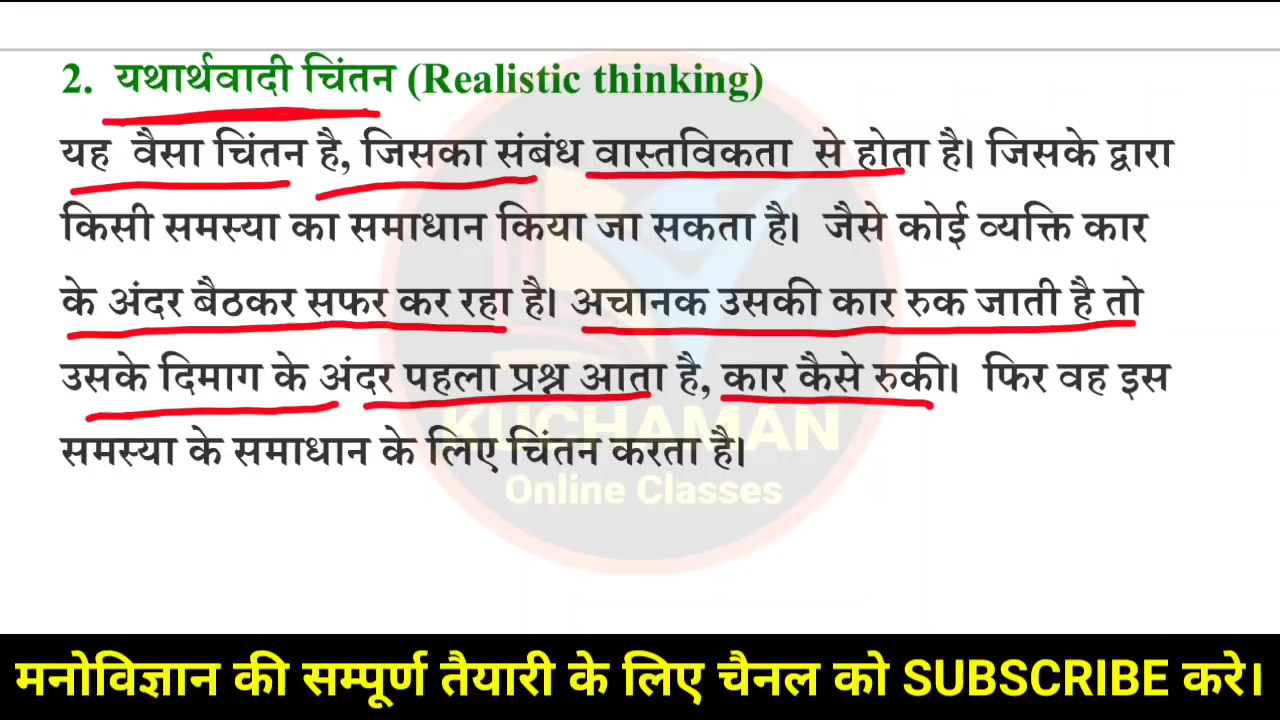 2. यथार्थवादी चिंतन (Realistic thinking)
यह वैसा चिंतन है, जिसका संबंध वास्तविकता से होता है। जिसके द्वारा
किसी समस्या का समाधान किया जा सकता है। जैसे कोई व्यक्ति कार
के अंदर बैठकर सफर कर रहा है। अचानक उसकी कार रुक जाती है तो
उसके दिमाग के अंदर पहला प्रश्न आता है, कार कैसे रुकी। फिर वह इस
समस्या के समाधान के लिए चिंतन करता है।
KUCHAMAN
Online Classes
मनोविज्ञान की सम्पूर्ण तैयारी के लिए चैनल को SUBSCRIBE करे।